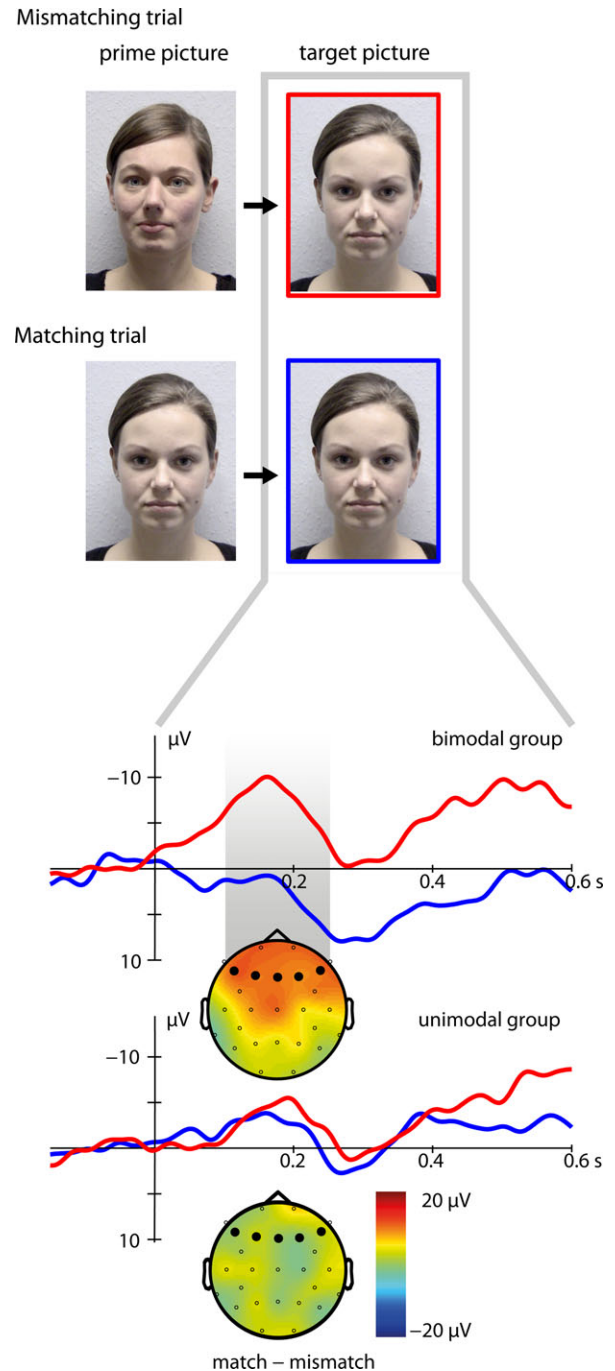 Mismatching trial
prime picture target picture
Matching trial
µV bimodal group
−10
0.2 0.4 0.6 s
10
µV unimodal group
−10
0.2 0.4 0.6 s
10
20 µV
−20 µV
match – mismatch